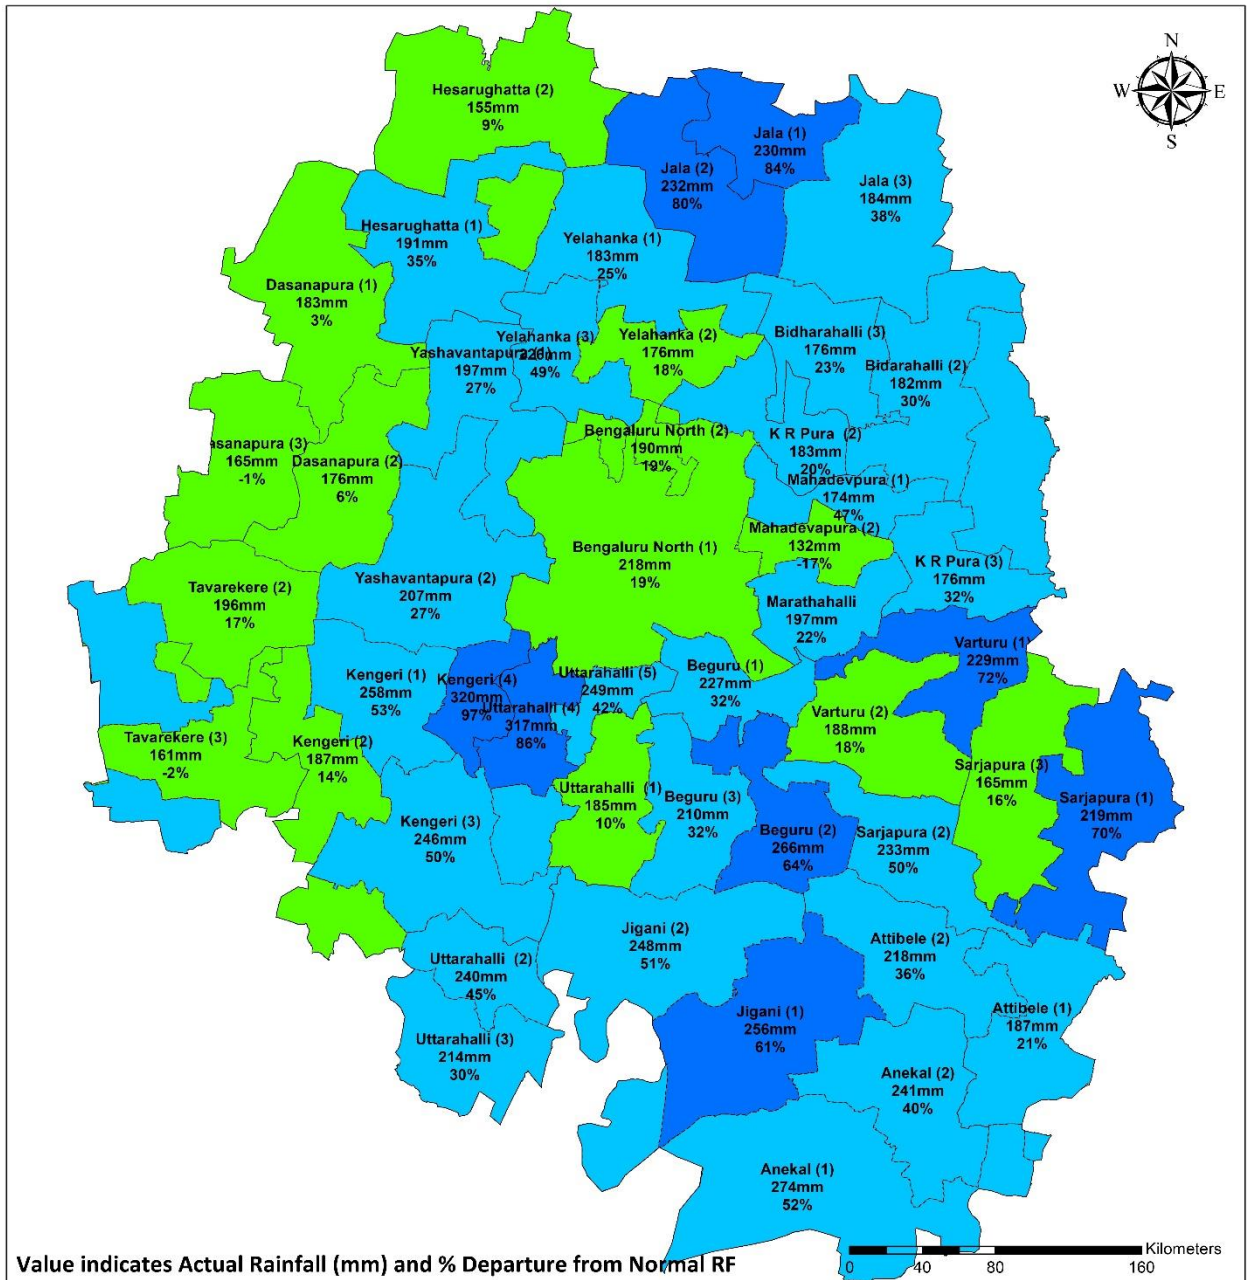 N
W E
S
Hesarughatta (2)
155mm
9%
Jala (1)
230mm
84%
Jala (2)
232mm
80%
Jala (3)
184mm
38%
Hesarughatta (1)
191mm
35%
Yelahanka (1)
183mm
25%
Dasanapura (1)
183mm
3%
Yelahanka (3)
49%
Yashavantapura (1)
197mm
27%
Yelahanka (2)
176mm
18%
Bidharahalli (3)
176mm
23%
Bidarahalli (2)
182mm
30%
asanapura (3)
165mm
-1%
Dasanapura (2)
176mm
6%
Bengaluru North (2)
190mm
19%
K R Pura (2)
183mm
20%
Mahadevpura (1)
174mm
47%
Mahadevapura (2)
132mm
-17%
Bengaluru North (1)
218mm
19%
K R Pura (3)
176mm
32%
Tavarekere (2)
196mm
17%
Yashavantapura (2)
207mm
27%
Marathahalli
197mm
22%
Varturu (1)
229mm
72%
Kengeri (1)
258mm
53%
Kengeri (4)
320mm
97%
Uttarahalli (4)
317mm
86%
Uttarahalli (5)
249mm
42%
Beguru (1)
227mm
32%
Varturu (2)
188mm
18%
Tavarekere (3)
161mm
-2%
Kengeri (2)
187mm
14%
Sarjapura (3)
165mm
16%
Sarjapura (1)
219mm
70%
Uttarahalli (1)
185mm
10%
Beguru (3)
210mm
32%
Kengeri (3)
246mm
50%
Beguru (2)
266mm
64%
Sarjapura (2)
233mm
50%
Jigani (2)
248mm
51%
Attibele (2)
218mm
36%
Uttarahalli (2)
240mm
45%
Jigani (1)
256mm
61%
Attibele (1)
187mm
21%
Uttarahalli (3)
214mm
30%
Anekal (2)
241mm
40%
Anekal (1)
274mm
52%
Value indicates Actual Rainfall (mm) and % Departure from Normal RF
Kilometers
0 40 80 160